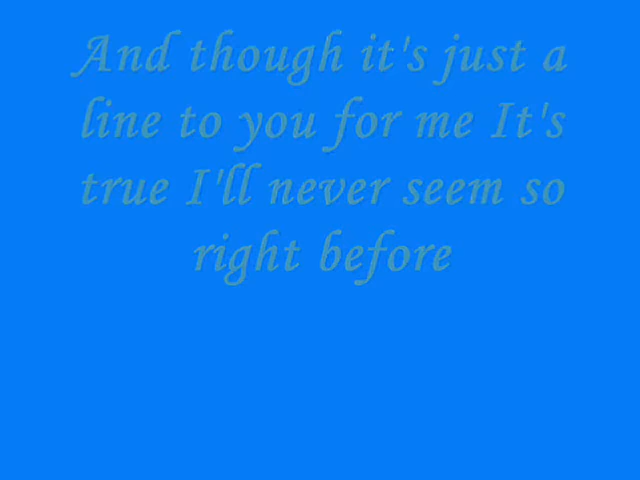 And though it's just a
line to you for me It's
true I'll never seem so
right before